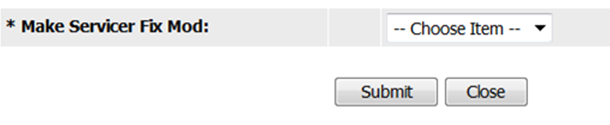 * Make Servicer Fix Mod: -- Choose Item --
Submit Close